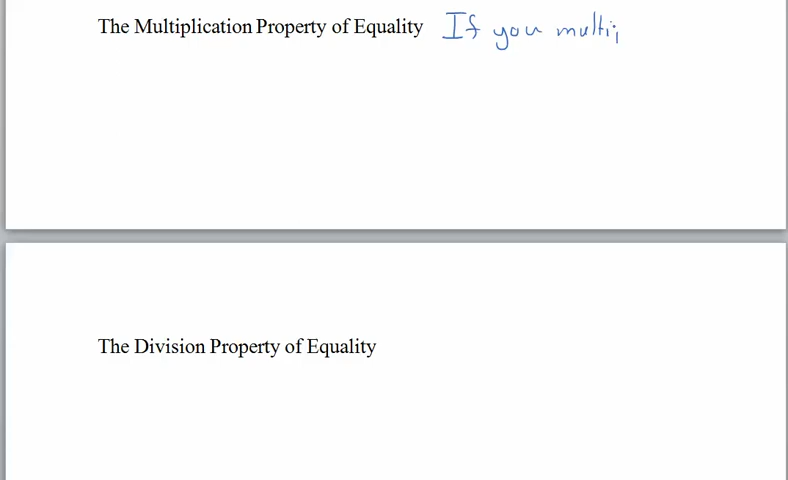 The Multiplication Property of Equality If you multi
The Division Property of Equality